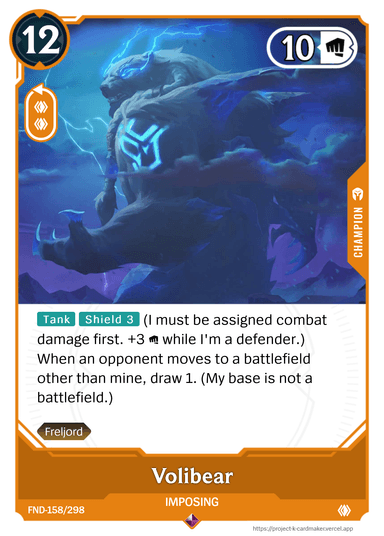 12
10
CHAMPION
Tank Shield 3 (I must be assigned combat
damage first. +3 while I'm a defender.)
When an opponent moves to a battlefield
other than mine, draw 1. (My base is not a
battlefield.)
Freljord
Volibear
IMPOSING
FND-158/298
https://project-k-cardmaker.vercel.app